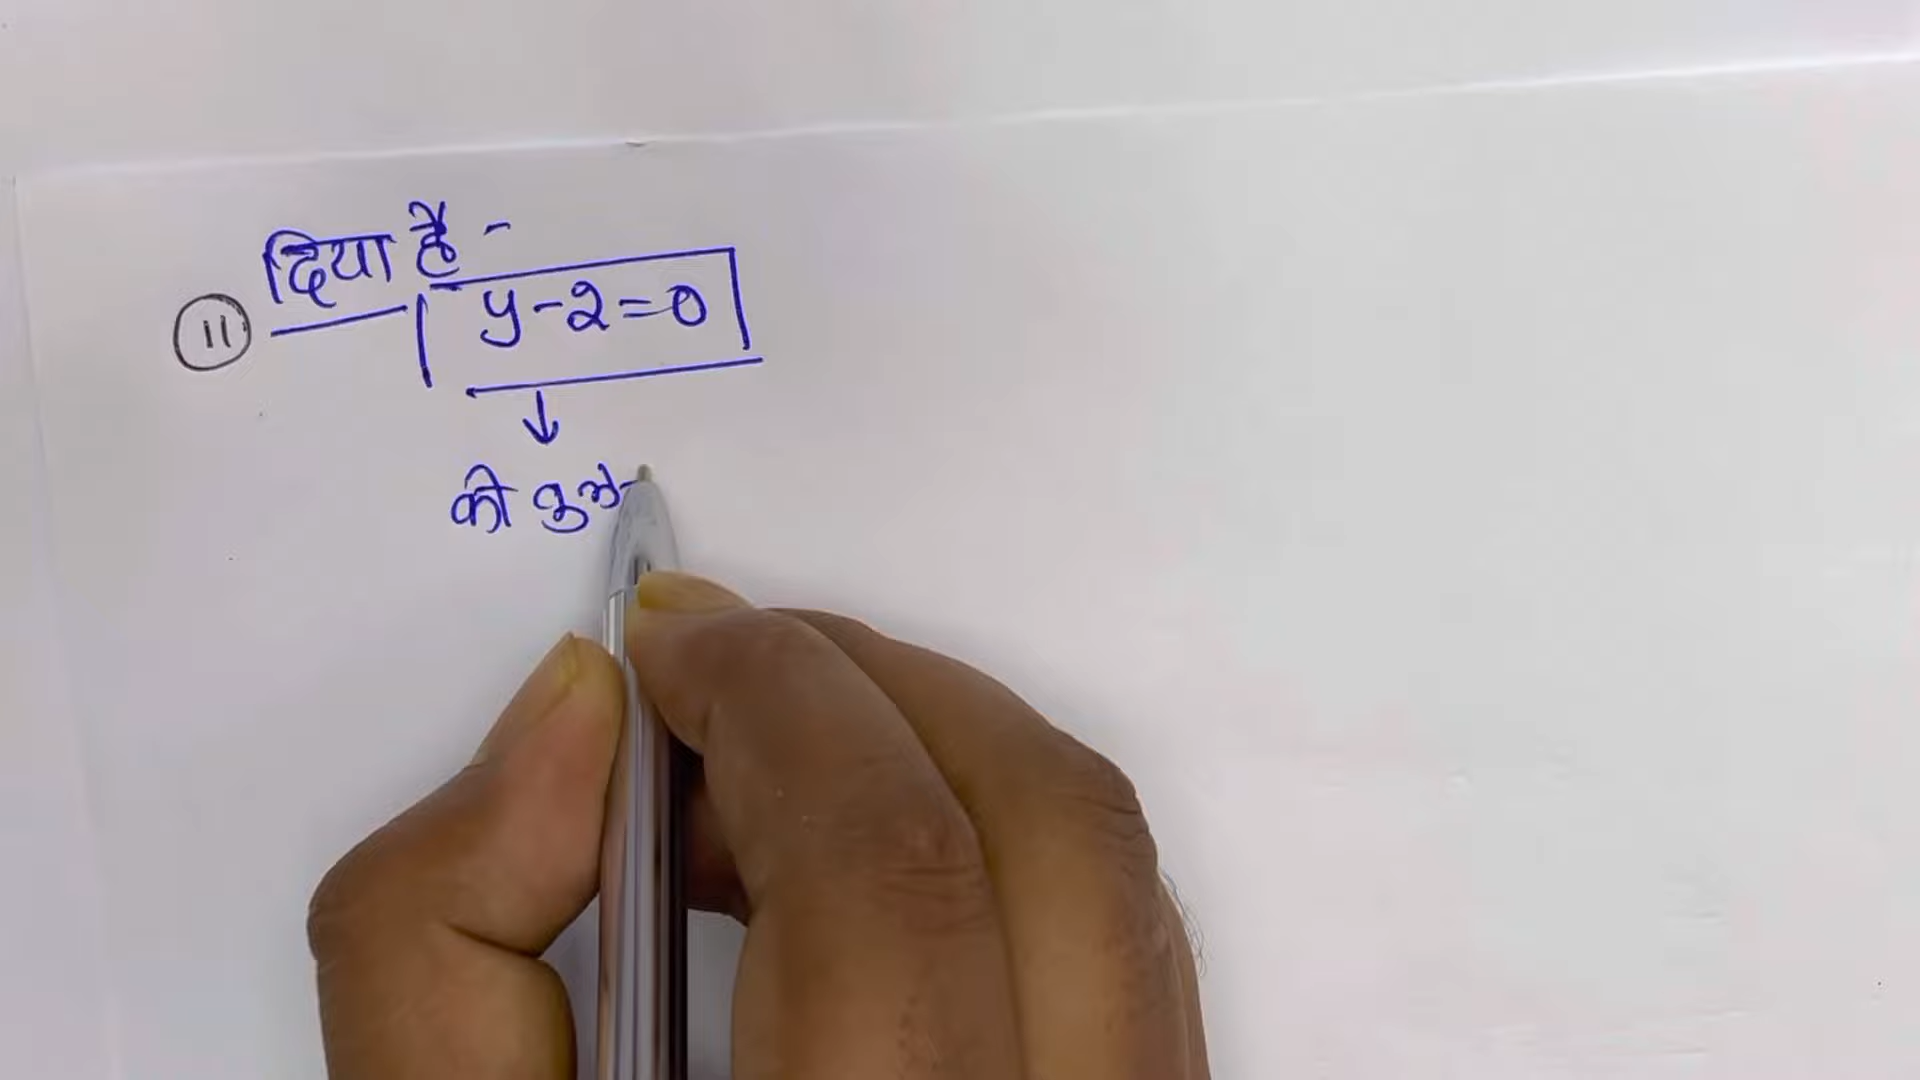 दिया है -
(11) y-2=0
↓
की